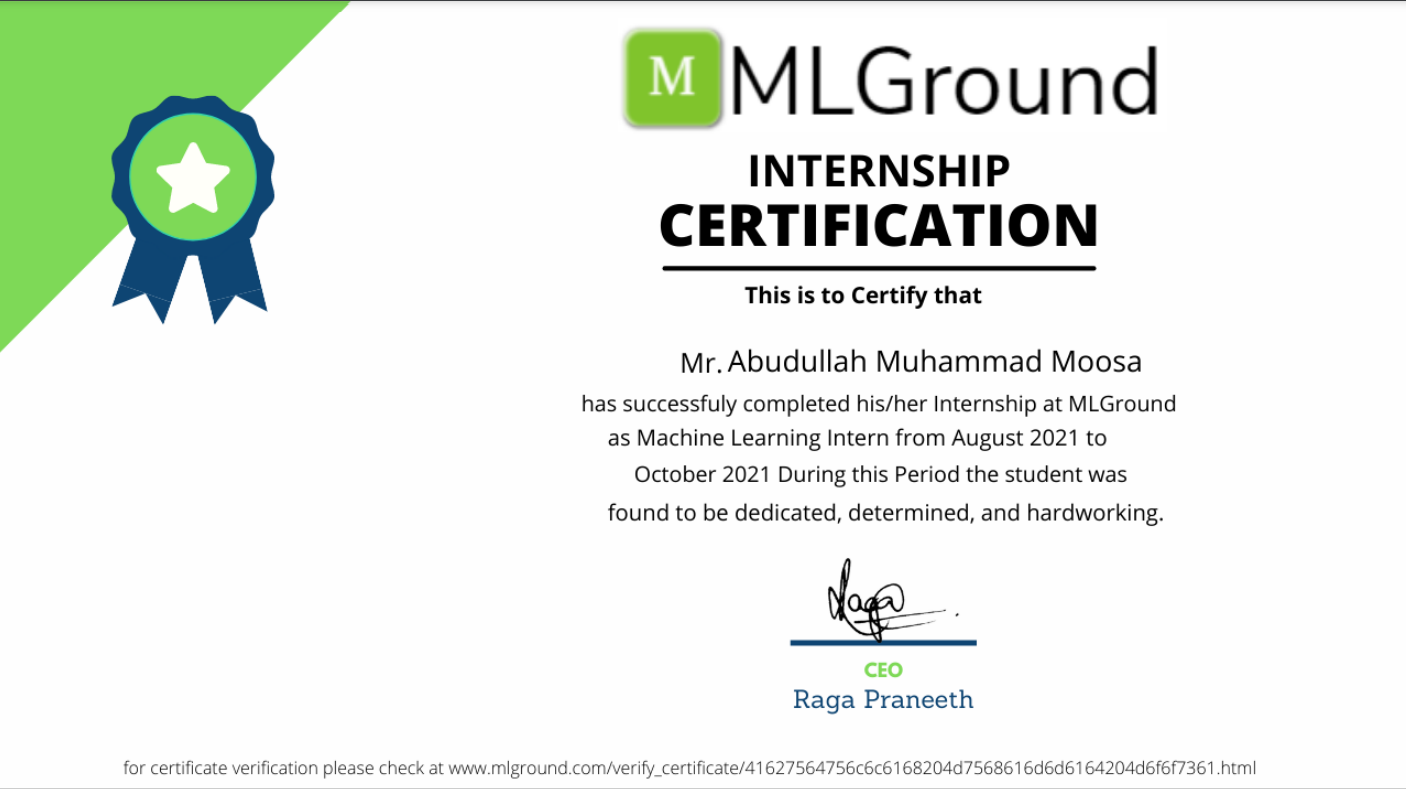 M MLGround
INTERNSHIP
CERTIFICATION
This is to Certify that
Mr. Abudullah Muhammad Moosa
has successfuly completed his/her Internship at MLGround
as Machine Learning Intern from August 2021 to
October 2021 During this Period the student was
found to be dedicated, determined, and hardworking.
Raga
CEO
Raga Praneeth
for certificate verification please check at www.mlground.com/verify_certificate/41627564756c6c6168204d7568616d6d6164204d6f6f7361.html